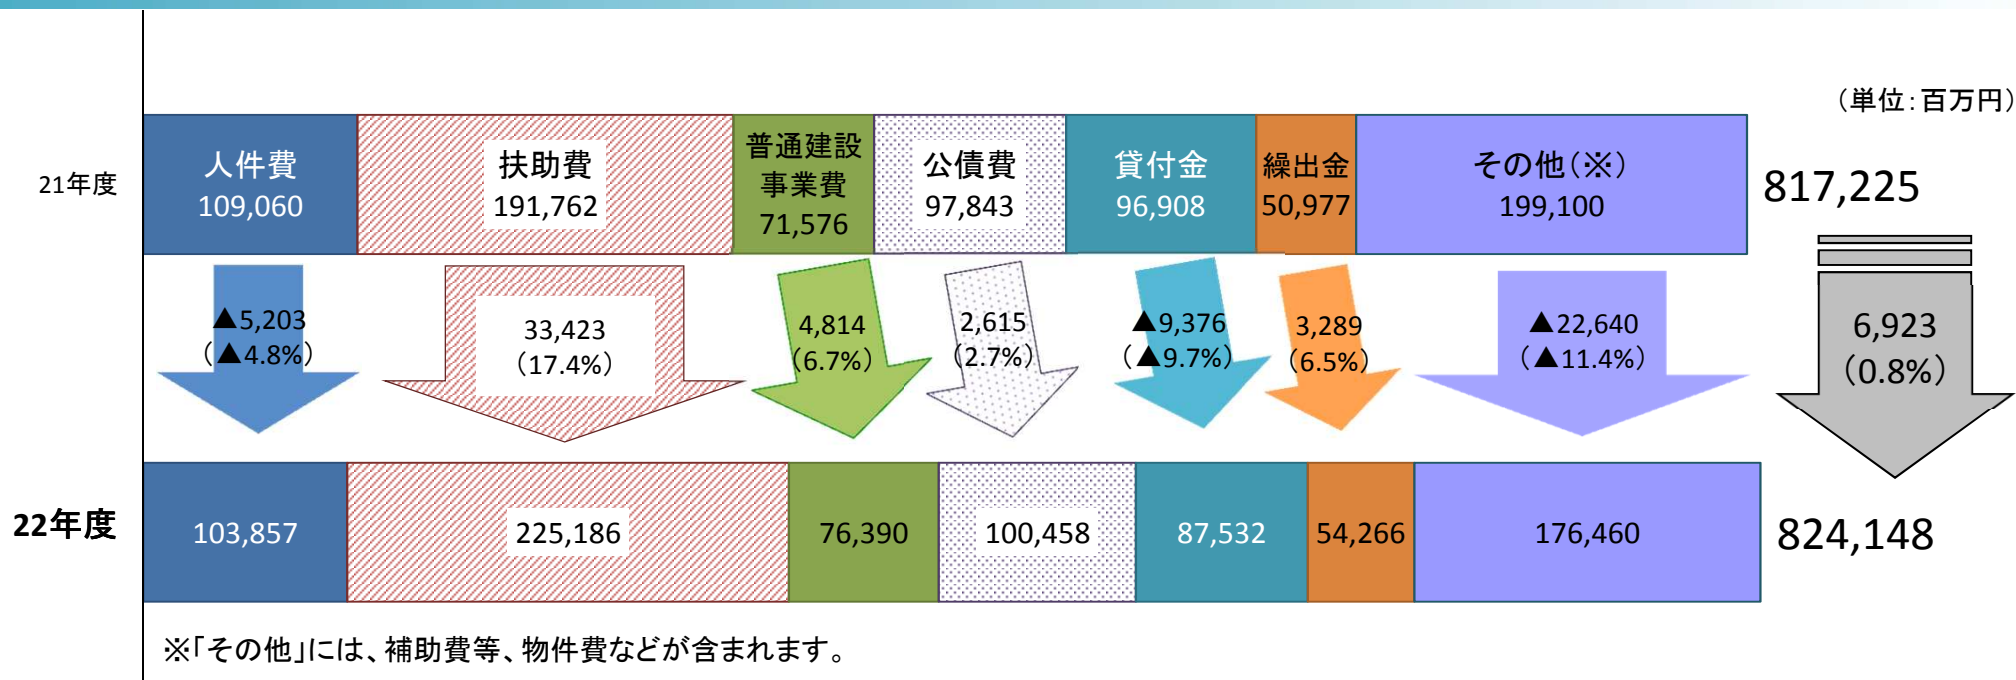 （単位：百万円）
21年度
人件費
109,060
扶助費
191,762
普通建設
事業費
71,576
公債費
97,843
貸付金
96,908
繰出金
50,977
その他（※）
199,100
817,225
▲5,203
（▲4.8%）
33,423
（17.4%）
4,814
（6.7%）
2,615
（2.7%）
▲9,376
（▲9.7%）
3,289
（6.5%）
▲22,640
（▲11.4%）
6,923
（0.8%）
22年度
103,857
225,186
76,390
100,458
87,532
54,266
176,460
824,148
※「その他」には、補助費等、物件費などが含まれます。